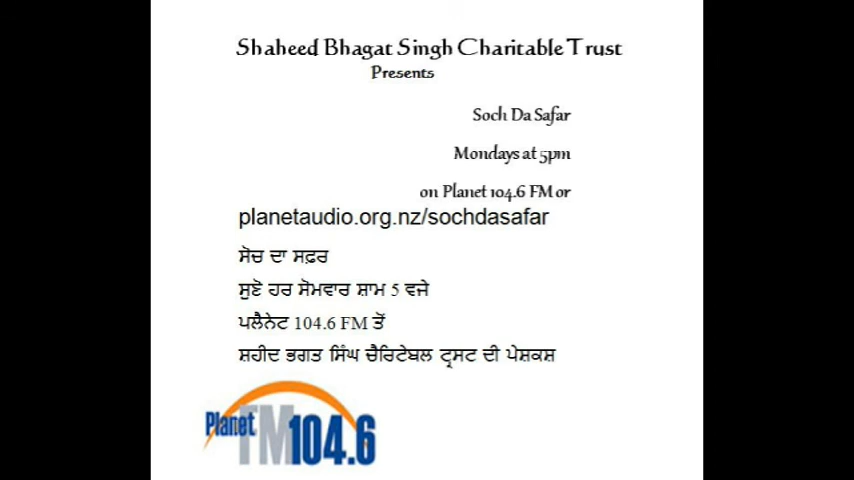 Shaheed Bhagat Singh Charitable Trust
Presents
Soch Da Safar
Mondays at 5pm
on Planet 104.6 FM or
planetaudio.org.nz/sochdasafar
ਸੋਚ ਦਾ ਸਫ਼ਰ
ਸੁਣੋ ਹਰ ਸੋਮਵਾਰ ਸ਼ਾਮ 5 ਵਜੇ
ਪਲੈਨੇਟ 104.6 FM ਤੋਂ
ਸ਼ਹੀਦ ਭਗਤ ਸਿੰਘ ਚੈਰਿਟੇਬਲ ਟ੍ਰਸਟ ਦੀ ਪੇਸ਼ਕਸ਼
Planet FM 104.6